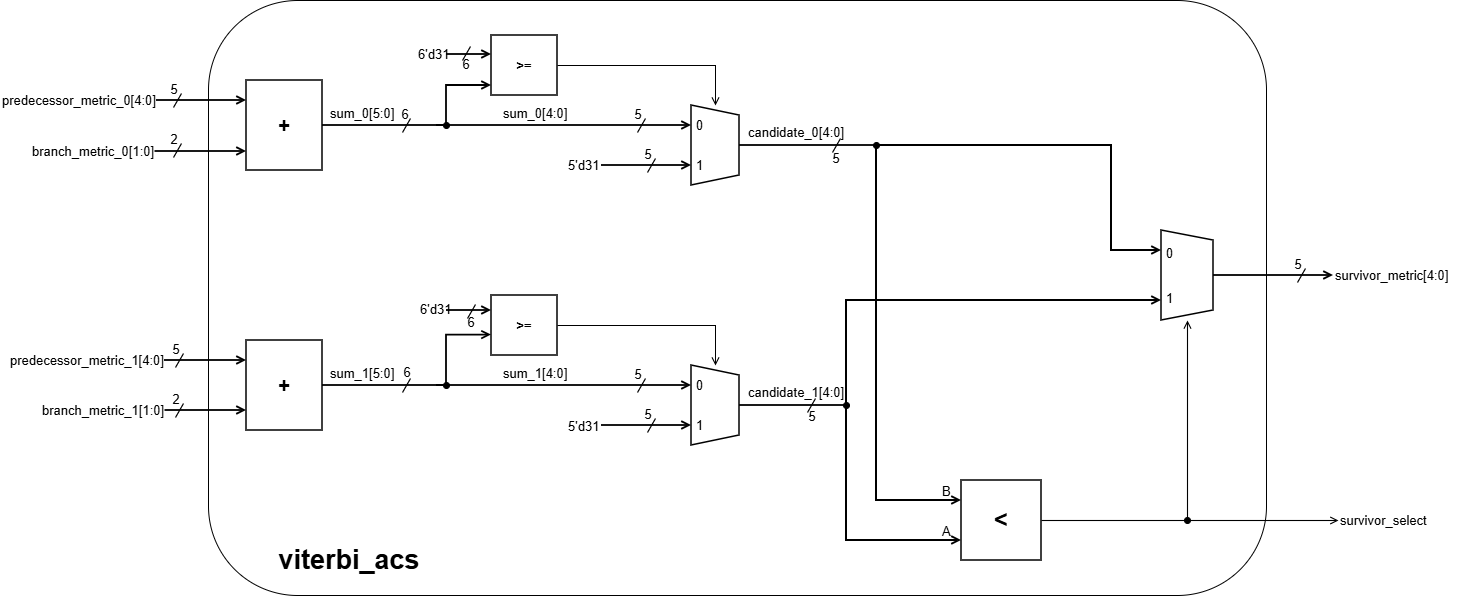 6'd31
6
>=
predecessor_metric_0[4:0]
5
+
sum_0[5:0]
6
sum_0[4:0]
5
0
candidate_0[4:0]
5
branch_metric_0[1:0]
2
5'd31
5
1
0
1
5
survivor_metric[4:0]
6'd31
6
>=
predecessor_metric_1[4:0]
5
+
sum_1[5:0]
6
sum_1[4:0]
5
0
candidate_1[4:0]
5
branch_metric_1[1:0]
2
5'd31
5
1
B
A
<
survivor_select
viterbi_acs